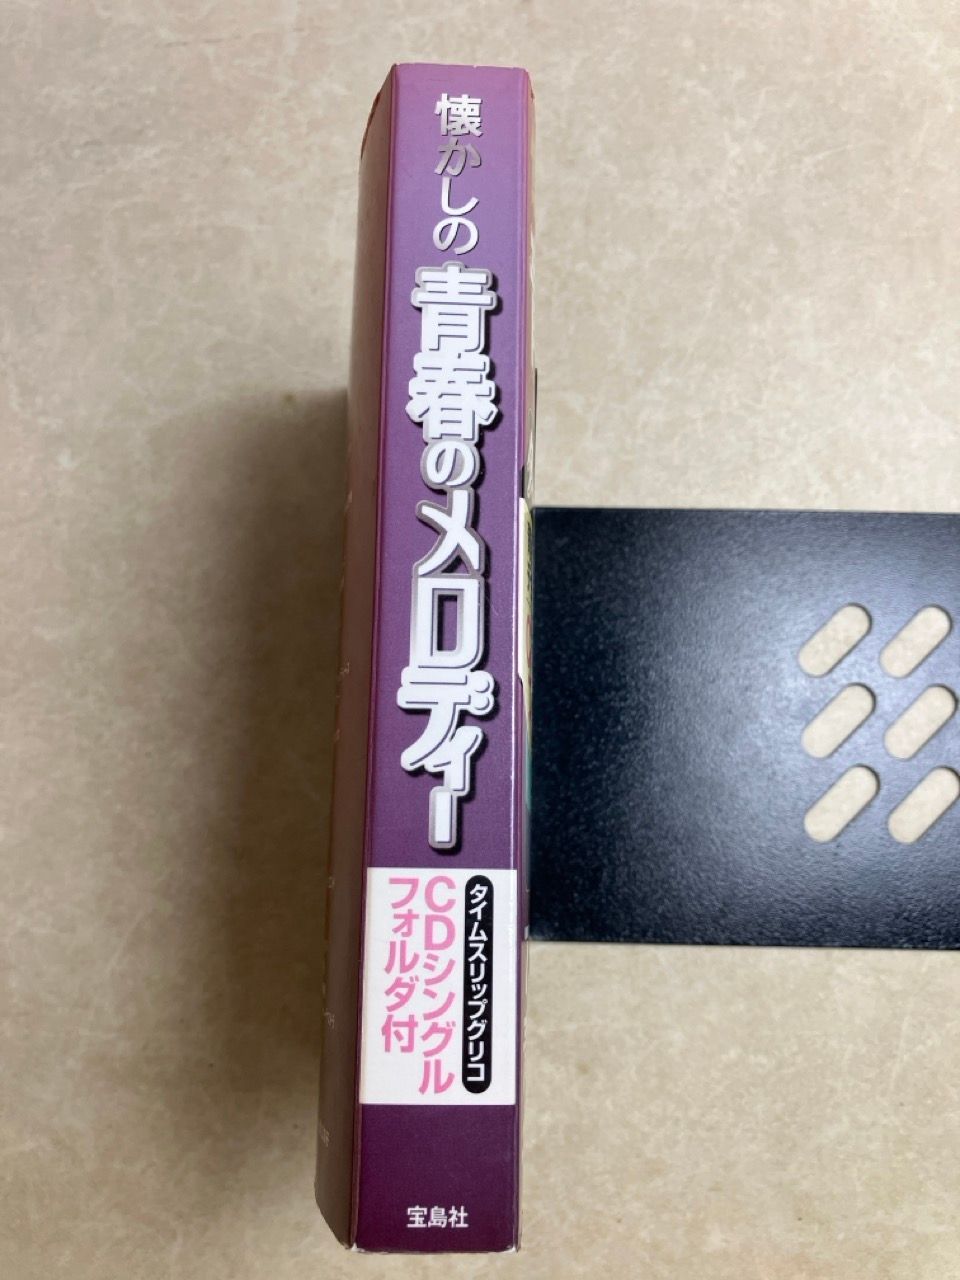 懐かしの
青春のメロディー
タイムスリップグリコ
CDシングル
フォルダ付
宝島社